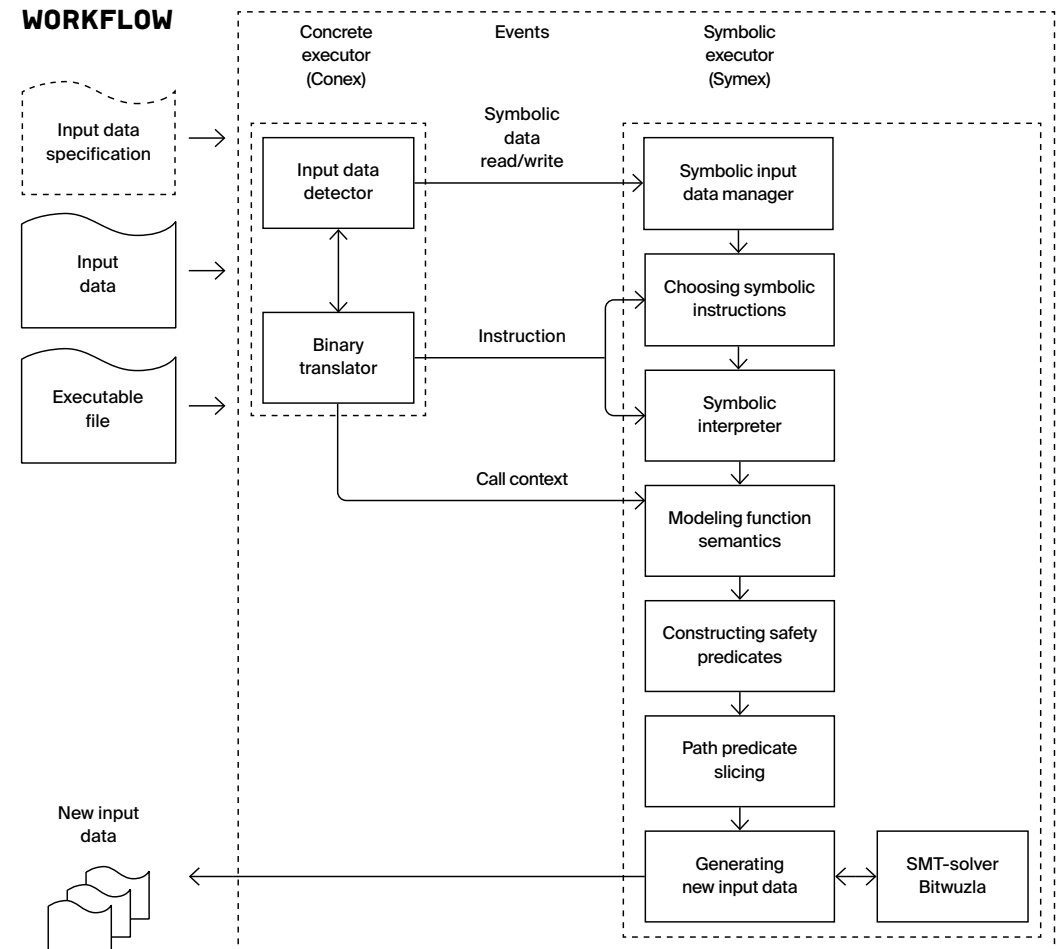 WORKFLOW
Concrete
executor
(Conex)
Events
Symbolic
executor
(Symex)
Input data
specification
Input
data
Executable
file
Input data
detector
Binary
translator
Symbolic
data
read/write
Instruction
Call context
Symbolic input
data manager
Choosing symbolic
instructions
Symbolic
interpreter
Modeling function
semantics
Constructing safety
predicates
Path predicate
slicing
Generating
new input data
SMT-solver
Bitwuzla
New input
data